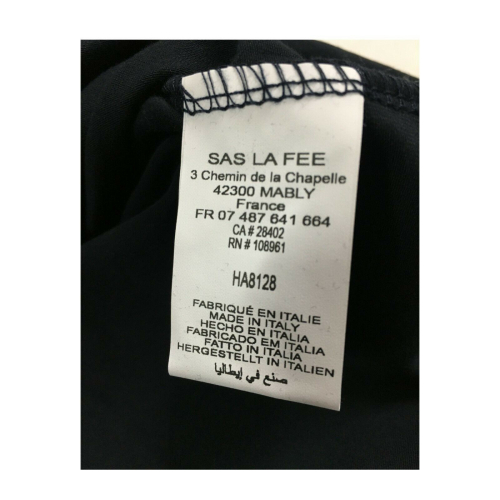 SAS LA FEE
3 Chemin de la Chapelle
42300 MABLY
France
FR 07 487 641 664
CA # 28402
RN # 108961
HA8128
FABRIQUÉ EN ITALIE
MADE IN ITALY
HECHO EN ITALIA
FABRICADO EM ITALIA
FATTO IN ITALIA
HERGESTELLT IN ITALIEN
صنع في إيطاليا